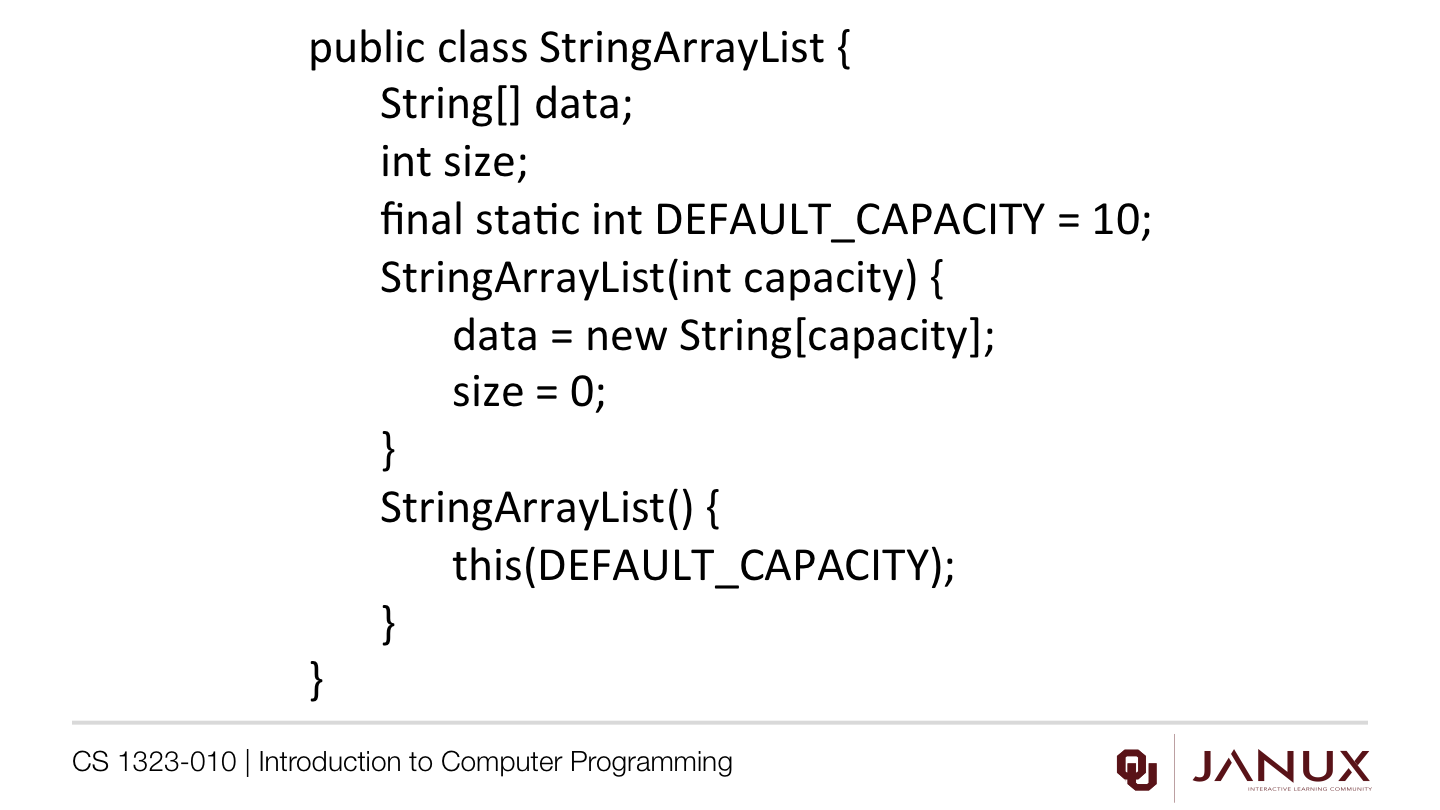 public class StringArrayList {
String[] data;
int size;
final static int DEFAULT_CAPACITY = 10;
StringArrayList(int capacity) {
data = new String[capacity];
size = 0;
}
StringArrayList() {
this(DEFAULT_CAPACITY);
}
}
CS 1323-010 | Introduction to Computer Programming
OU
JANUX
INTERACTIVE LEARNING COMMUNITY